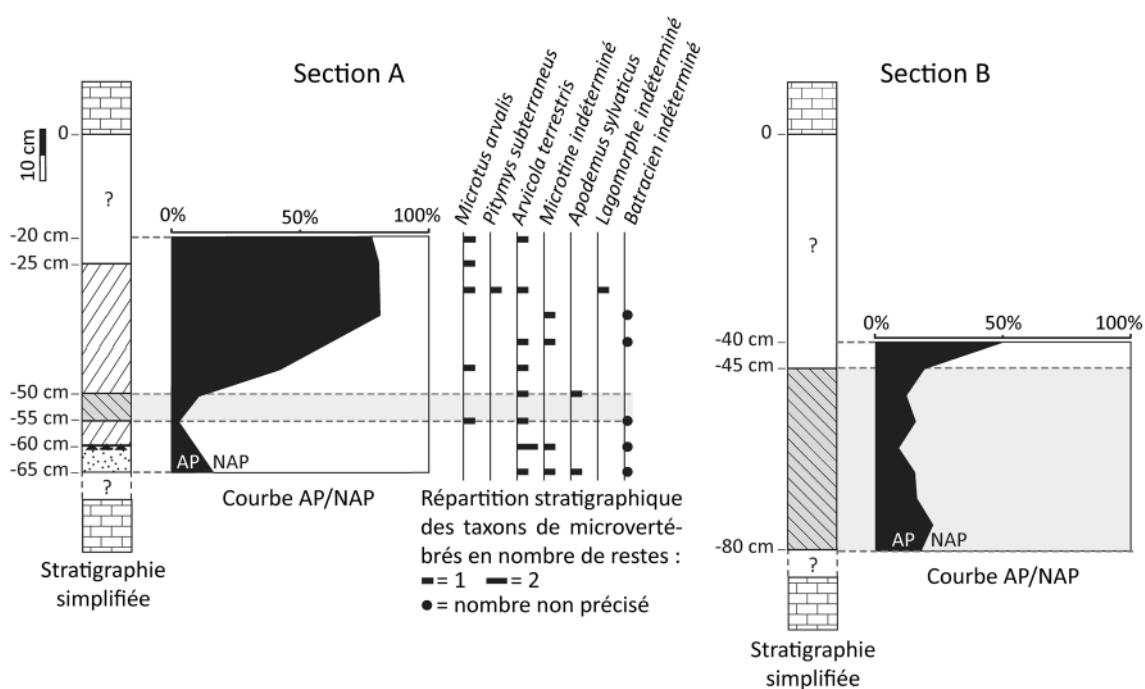 Section A
Section B
Microtus arvalis
Pitymys subterraneus
Arvicola terrestris
Microtine indéterminé
Apodemus sylvaticus
Lagomorphe indéterminé
Batracien indéterminé
10 cm
0
?
-20 cm
-25 cm
-50 cm
-55 cm
-60 cm
-65 cm
?
0%
50%
100%
AP
NAP
Courbe AP/NAP
Stratigraphie
simplifiée
Répartition stratigraphique
des taxons de microverté-
brés en nombre de restes :
= 1
= 2
= nombre non précisé
0
?
-40 cm
-45 cm
-80 cm
?
0%
50%
100%
AP
NAP
Courbe AP/NAP
Stratigraphie
simplifiée